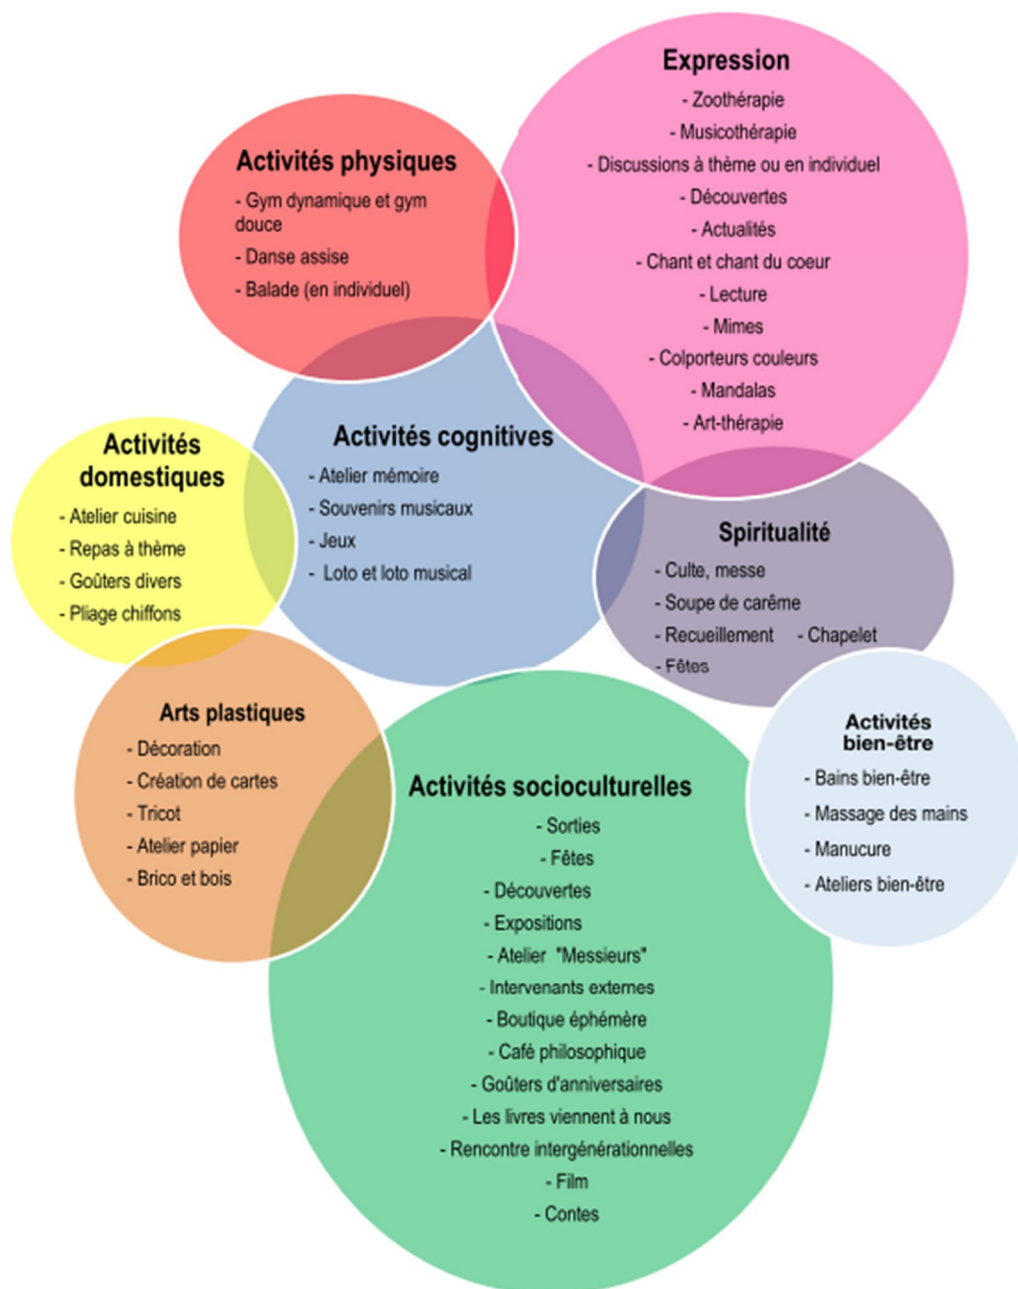 Expression
- Zoothérapie
- Musicothérapie
- Discussions à thème ou en individuel
- Découvertes
- Actualités
- Chant et chant du coeur
- Lecture
- Mimes
- Colporteurs couleurs
- Mandalas
- Art-thérapie
Activités physiques
- Gym dynamique et gym
douce
- Danse assise
- Balade (en individuel)
Activités cognitives
- Atelier mémoire
- Souvenirs musicaux
- Jeux
- Loto et loto musical
Activités
domestiques
- Atelier cuisine
- Repas à thème
- Goûters divers
- Pliage chiffons
Spiritualité
- Culte, messe
- Soupe de carême
- Recueillement - Chapelet
- Fêtes
Arts plastiques
- Décoration
- Création de cartes
- Tricot
- Atelier papier
- Brico et bois
Activités
bien-être
- Bains bien-être
- Massage des mains
- Manucure
- Ateliers bien-être
Activités socioculturelles
- Sorties
- Fêtes
- Découvertes
- Expositions
- Atelier "Messieurs"
- Intervenants externes
- Boutique éphémère
- Café philosophique
- Goûters d'anniversaires
- Les livres viennent à nous
- Rencontre intergénérationnelles
- Film
- Contes